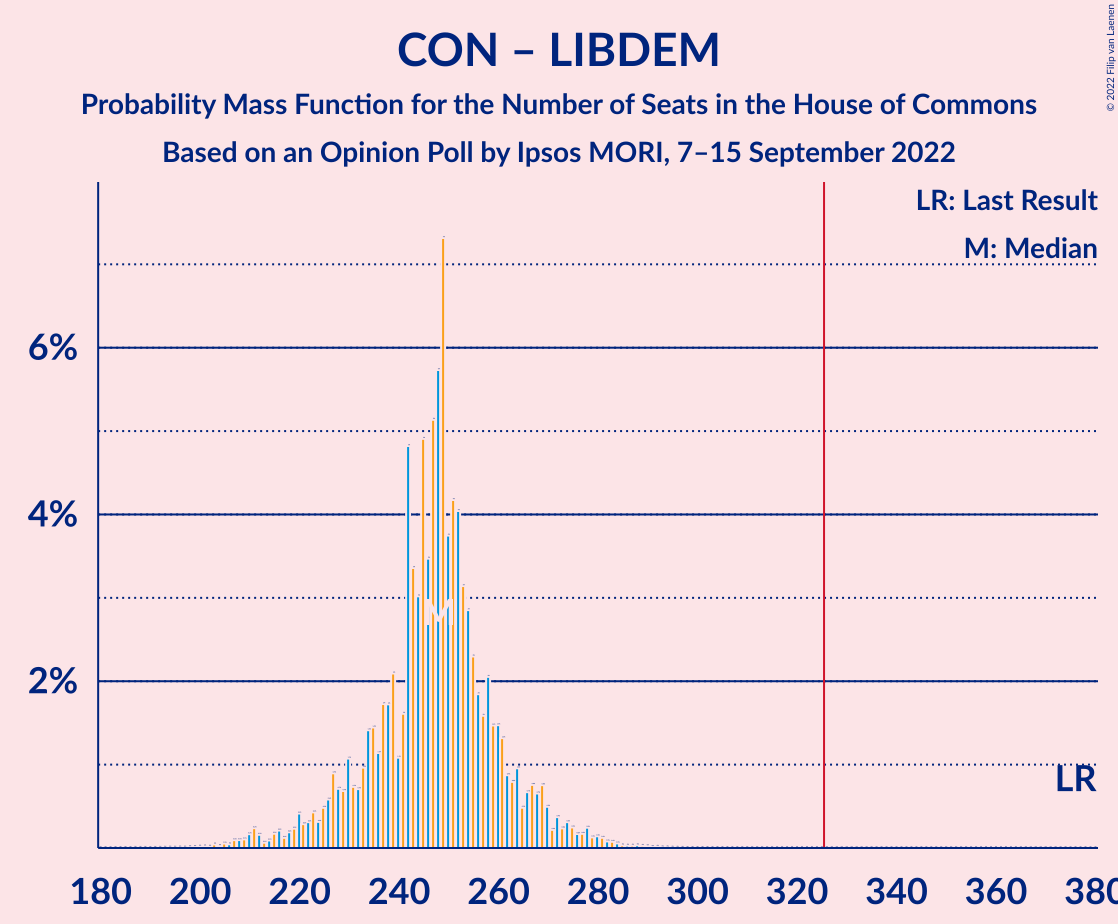 CON – LIBDEM
Probability Mass Function for the Number of Seats in the House of Commons
Based on an Opinion Poll by Ipsos MORI, 7–15 September 2022
© 2022 Filip van Laenen
LR: Last Result
M: Median
6%
4%
2%
M
LR
180 200 220 240 260 280 300 320 340 360 380